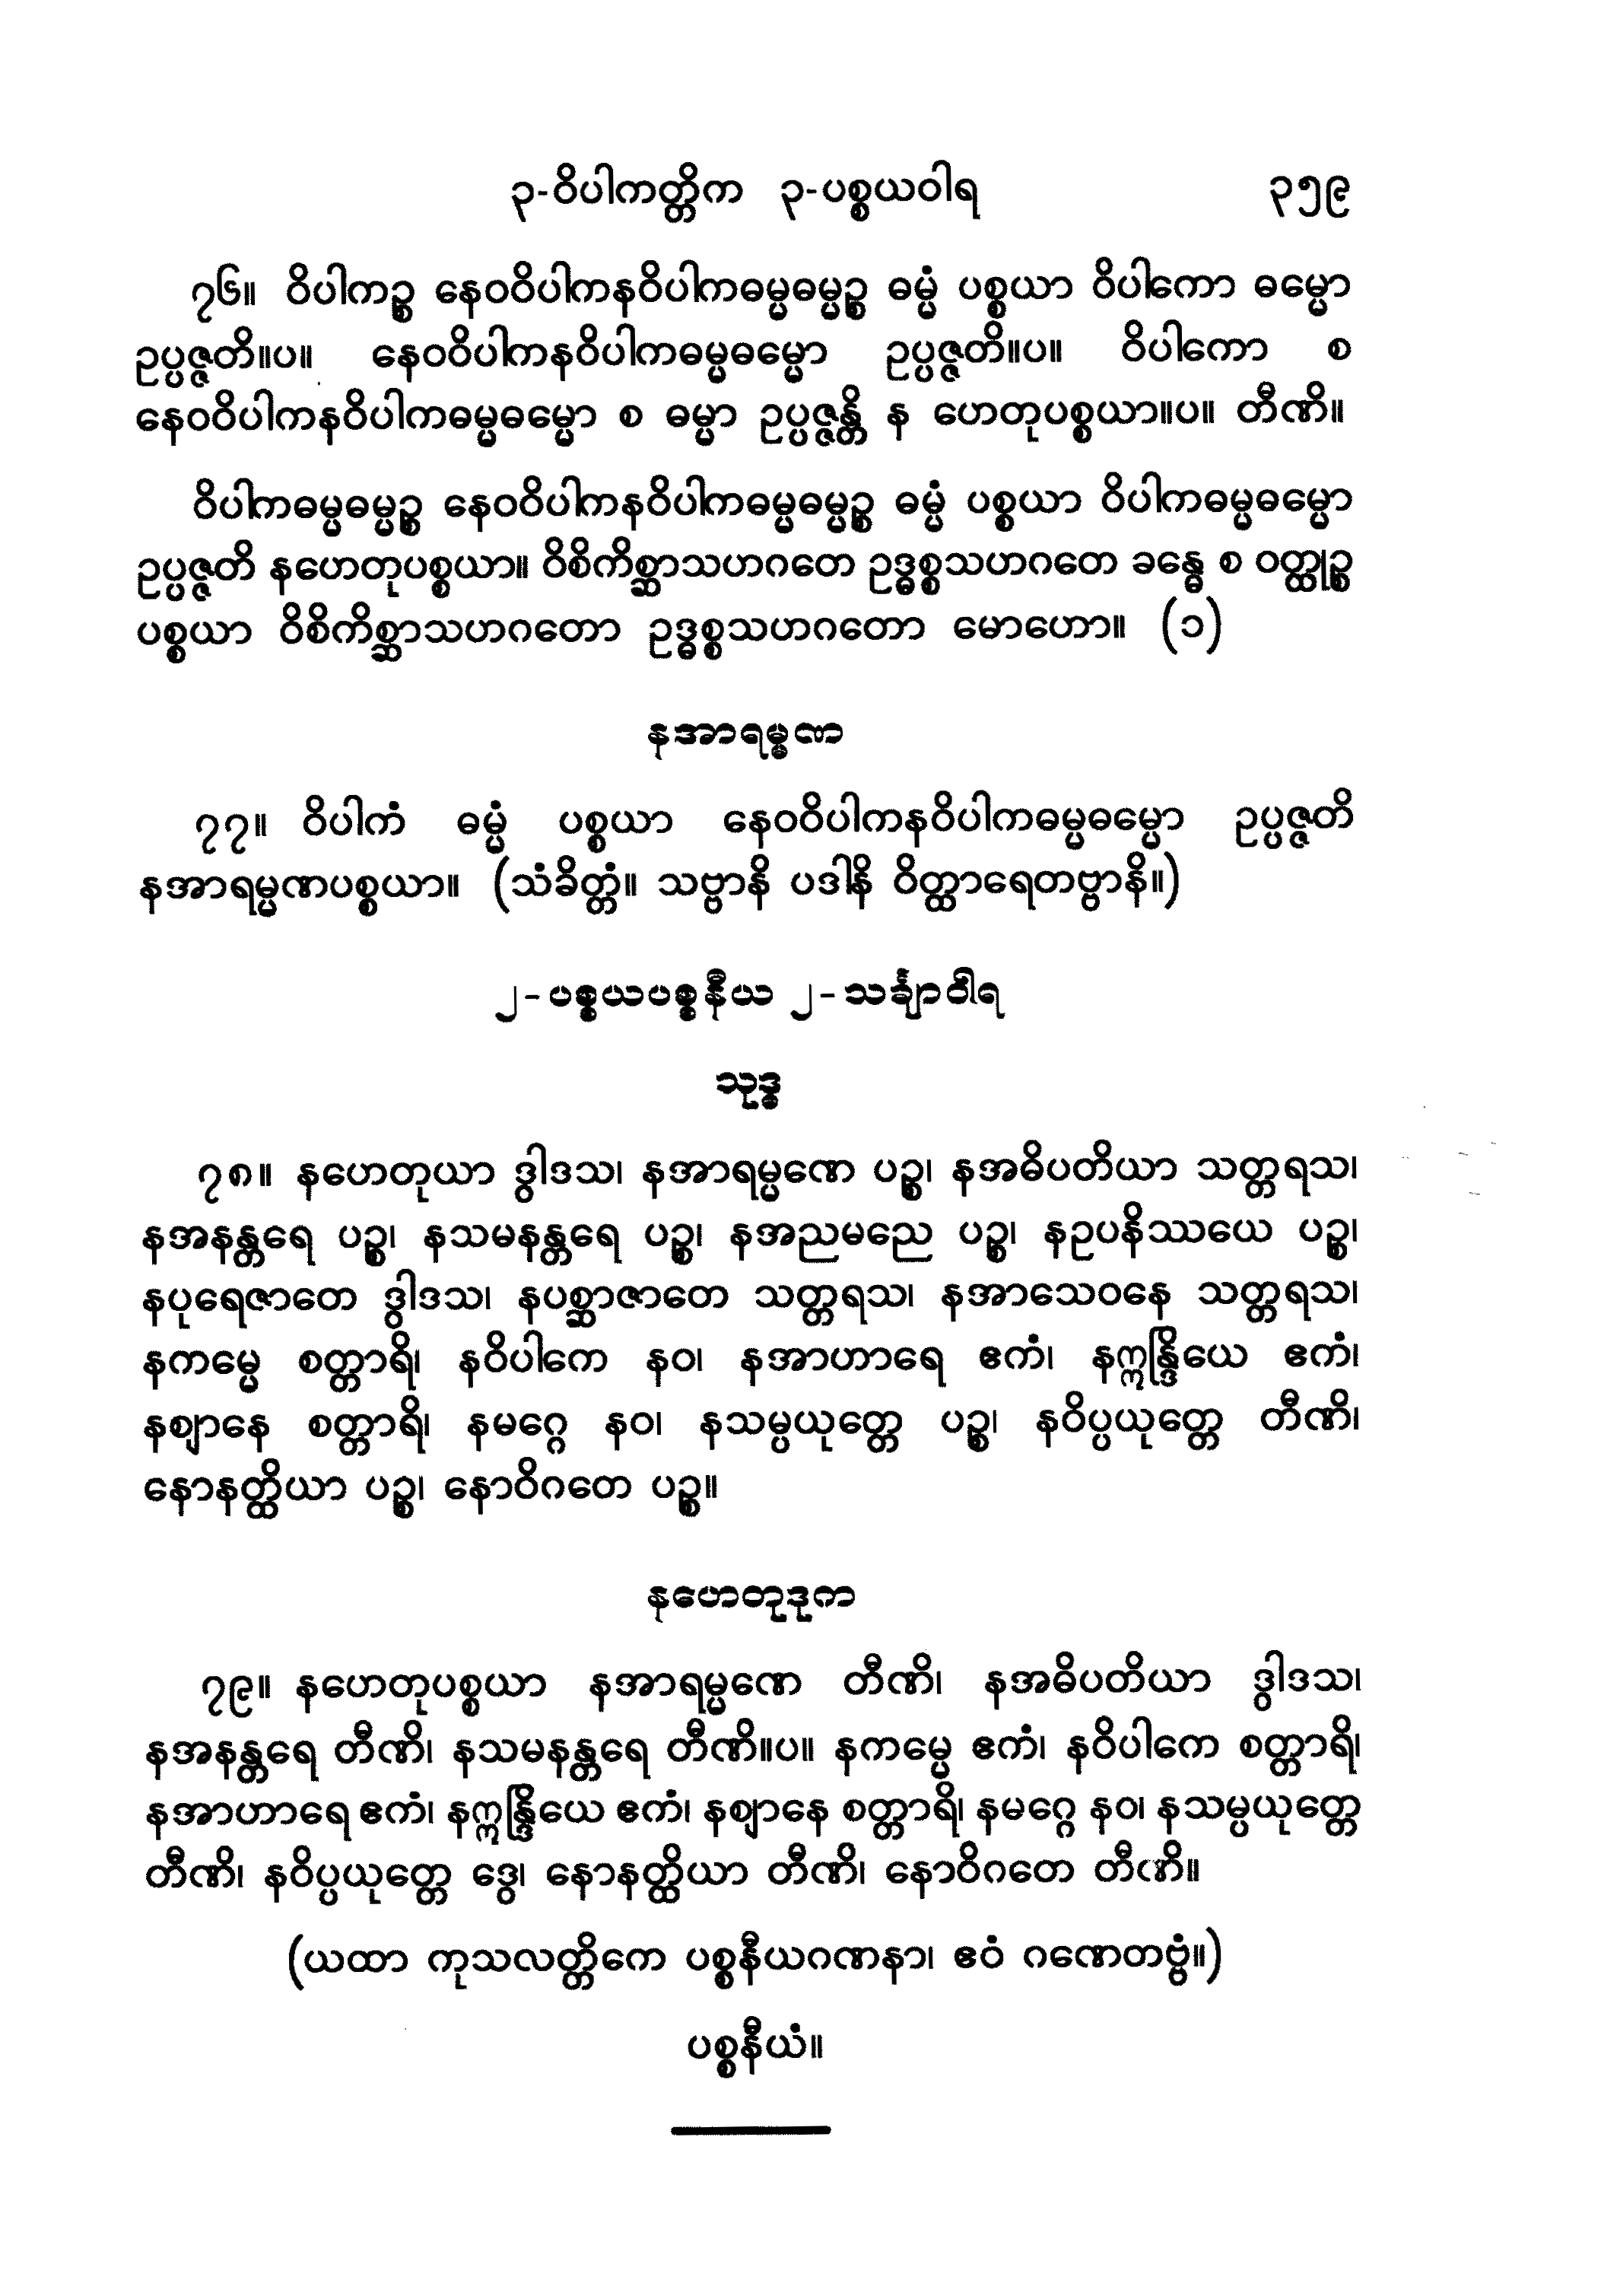 ၃-ဝိပါကတ္တိက ၃-ပစ္စယဝါရ ၃၅၉
၇၆။ ဝိပါကဉ္စ နေဝဝိပါကနဝိပါကဓမ္မဓမ္မဉ္စ ဓမ္မံ ပစ္စယာ ဝိပါကော ဓမ္မော
ဥပ္ပဇ္ဇတိ။ပ။ နေဝဝိပါကနဝိပါကဓမ္မဓမ္မော ဥပ္ပဇ္ဇတိ။ပ။ ဝိပါကော စ
နေဝဝိပါကနဝိပါကဓမ္မဓမ္မော စ ဓမ္မာ ဥပ္ပဇ္ဇန္တိ န ဟေတုပစ္စယာ။ပ။ တီဏိ။
ဝိပါကဓမ္မဓမ္မဉ္စ နေဝဝိပါကနဝိပါကဓမ္မဓမ္မဉ္စ ဓမ္မံ ပစ္စယာ ဝိပါကဓမ္မဓမ္မော
ဥပ္ပဇ္ဇတိ နဟေတုပစ္စယာ။ ဝိစိကိစ္ဆာသဟဂတေ ဥဒ္ဓစ္စသဟဂတေ ခန္ဓေ စ ဝတ္ထုဉ္စ
ပစ္စယာ ဝိစိကိစ္ဆာသဟဂတော ဥဒ္ဓစ္စသဟဂတော မောဟော။ (၁)
နအာရမ္မဏ
၇၇။ ဝိပါကံ ဓမ္မံ ပစ္စယာ နေဝဝိပါကနဝိပါကဓမ္မဓမ္မော ဥပ္ပဇ္ဇတိ
နအာရမ္မဏပစ္စယာ။ (သံခိတ္တံ။ သဗ္ဗာနိ ပဒါနိ ဝိတ္ထာရေတဗ္ဗာနိ။)
၂-ပစ္စယပစ္စနီယ ၂-သင်္ချာဝါရ
သုဒ္ဓ
၇၈။ နဟေတုယာ ဒွါဒသ၊ နအာရမ္မဏေ ပဉ္စ၊ နအဓိပတိယာ သတ္တရသ၊
နအနန္တရေ ပဉ္စ၊ နသမနန္တရေ ပဉ္စ၊ နအညမညေ ပဉ္စ၊ နဥပနိဿယေ ပဉ္စ၊
နပုရေဇာတေ ဒွါဒသ၊ နပစ္ဆာဇာတေ သတ္တရသ၊ နအာသေဝနေ သတ္တရသ၊
နကမ္မေ စတ္တာရိ၊ နဝိပါကေ နဝ၊ နအာဟာရေ ဧကံ၊ နဣန္ဒြိယေ ဧကံ၊
နဈာနေ စတ္တာရိ၊ နမဂ္ဂေ နဝ၊ နသမ္ပယုတ္တေ ပဉ္စ၊ နဝိပ္ပယုတ္တေ တီဏိ၊
နောနတ္ထိယာ ပဉ္စ၊ နောဝိဂတေ ပဉ္စ။
နဟေတုဒုက
၇၉။ နဟေတုပစ္စယာ နအာရမ္မဏေ တီဏိ၊ နအဓိပတိယာ ဒွါဒသ၊
နအနန္တရေ တီဏိ၊ နသမနန္တရေ တီဏိ။ပ။ နကမ္မေ ဧကံ၊ နဝိပါကေ စတ္တာရိ၊
နအာဟာရေ ဧကံ၊ နဣန္ဒြိယေ ဧကံ၊ နဈာနေ စတ္တာရိ၊ နမဂ္ဂေ နဝ၊ နသမ္ပယုတ္တေ
တီဏိ၊ နဝိပ္ပယုတ္တေ ဒွေ၊ နောနတ္ထိယာ တီဏိ၊ နောဝိဂတေ တီဏိ။
(ယထာ ကုသလတ္တိကေ ပစ္စနီယဂဏနာ၊ ဧဝံ ဂဏေတဗ္ဗံ။)
ပစ္စနီယံ။